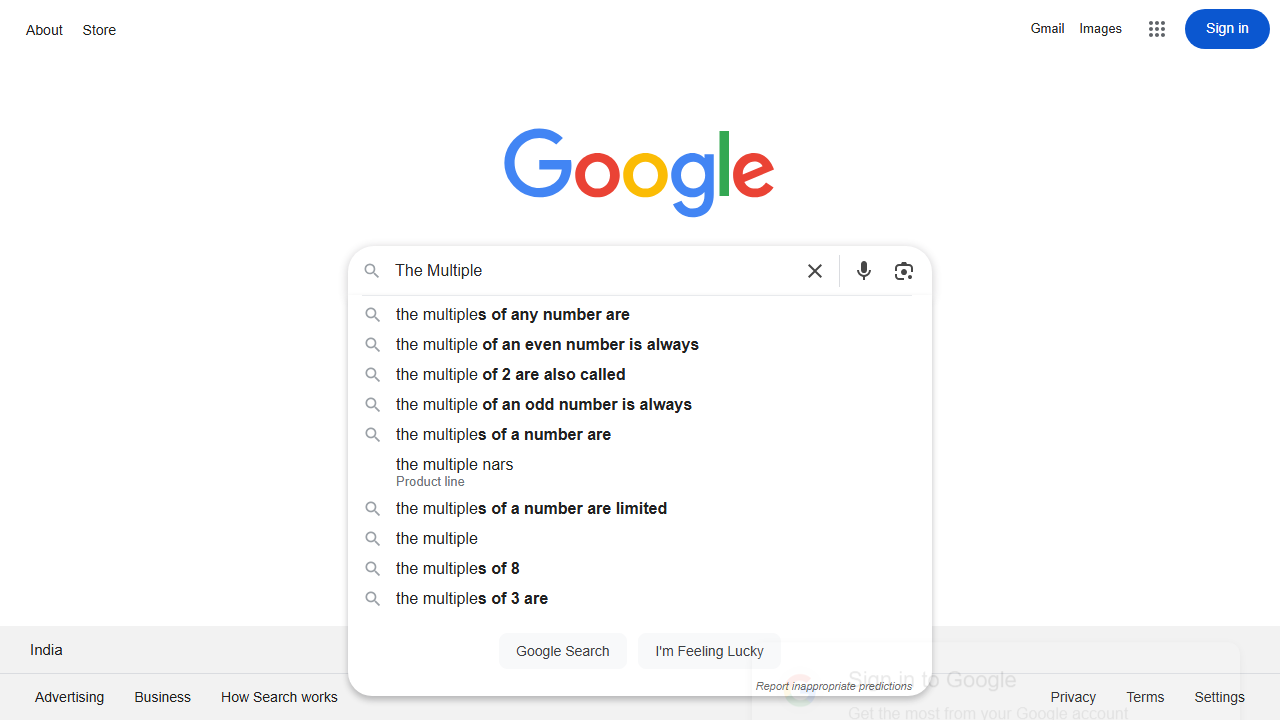 About Store Gmail Images Sign in
Google
The Multiple
the multiples of any number are
the multiple of an even number is always
the multiple of 2 are also called
the multiple of an odd number is always
the multiples of a number are
the multiple nars
Product line
the multiples of a number are limited
the multiple
the multiples of 8
the multiples of 3 are
Google Search I'm Feeling Lucky
India
Sign in to Google
Report inappropriate predictions
Advertising Business How Search works Privacy Terms Settings
Get the most from your Google account